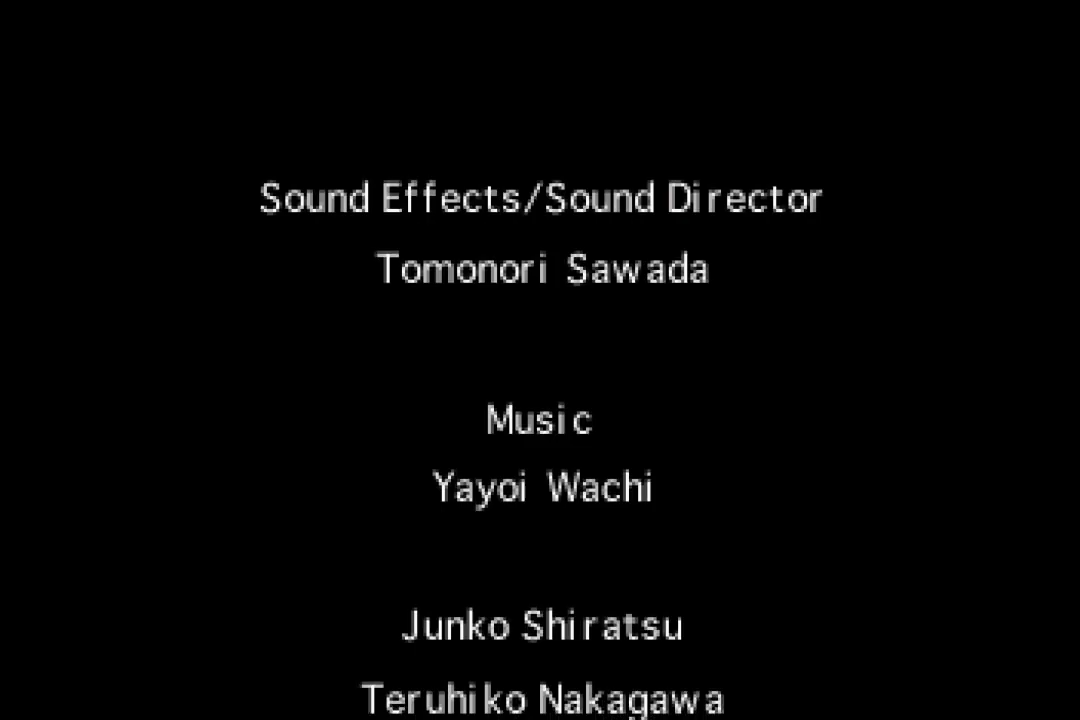 Sound Effects/Sound Director
Tomonori Sawada
Music
Yayoi Wachi
Junko Shiratsu
Teruhiko Nakagawa